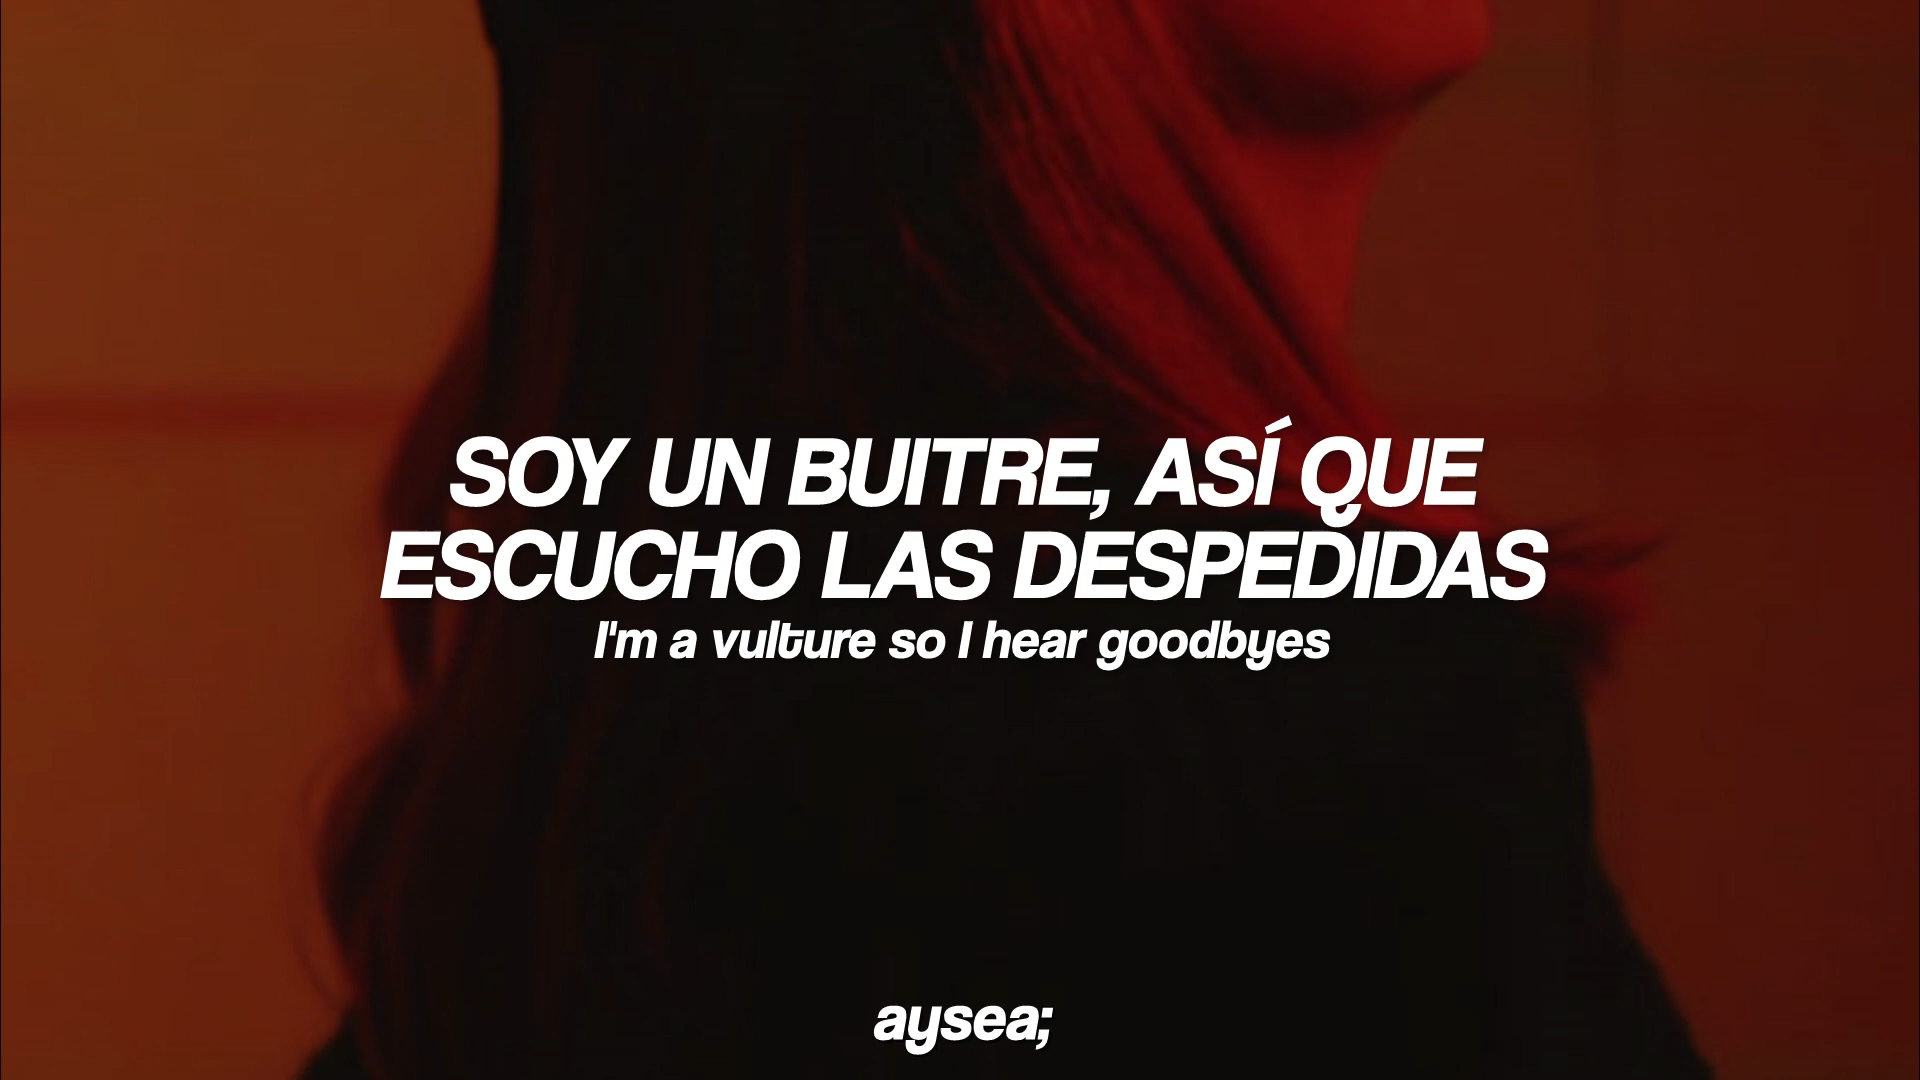 SOY UN BUITRE, ASÍ QUE
ESCUCHO LAS DESPEDIDAS
I'm a vulture so I hear goodbyes
aysea;